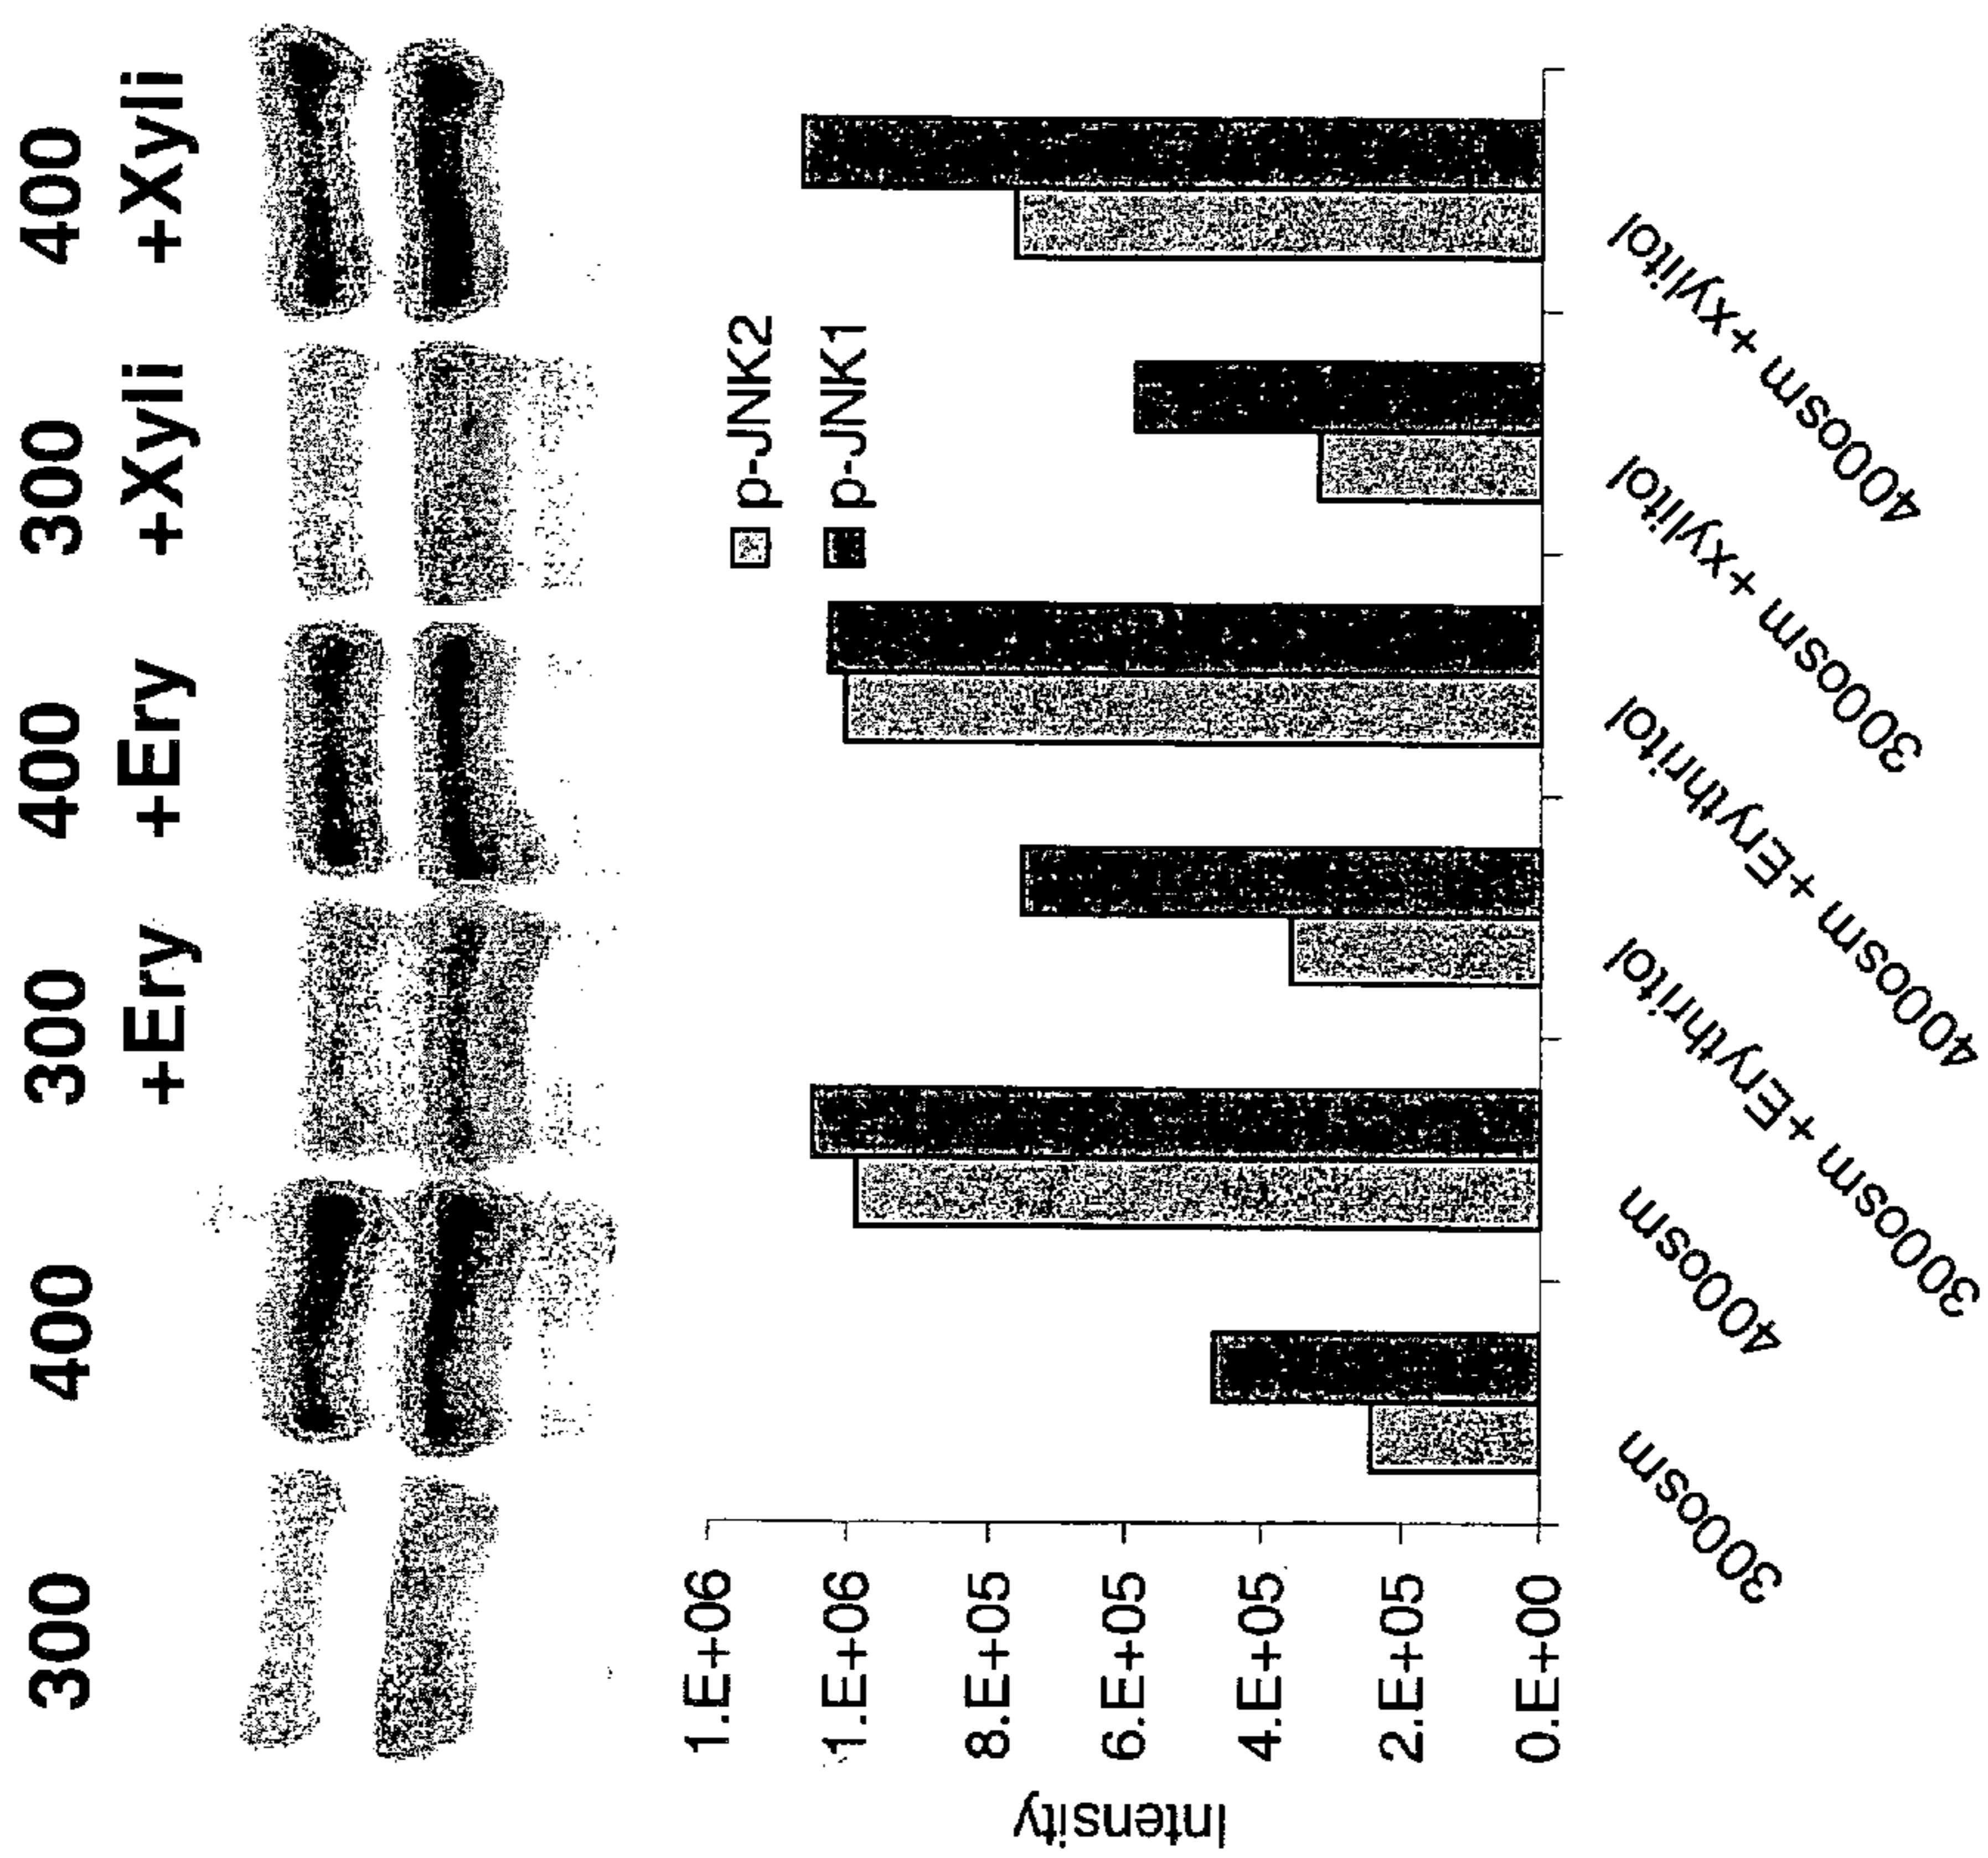 300 400 300 400 300 400
+Ery +Ery +Xyli +Xyli
p-JNK2
p-JNK1
Intensity
1.E+06
1.E+06
8.E+05
6.E+05
4.E+05
2.E+05
0.E+00
300osm
400osm
300osm +Erythritol
400osm +Erythritol
300osm +xylitol
400osm +xylitol